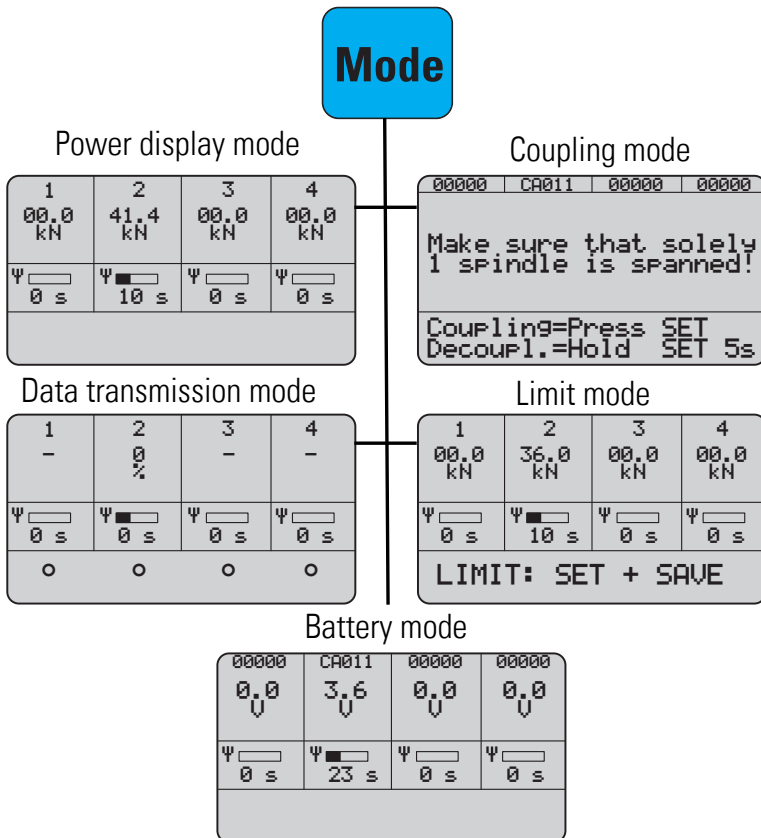 Mode
Power display mode
1 2 3 4
00.0 41.4 00.0 00.0
kN kN kN kN
Ψ Ψ Ψ Ψ
0 s 10 s 0 s 0 s
Coupling mode
00000 CA011 00000 00000
Make sure that solely
1 spindle is spanned!
Coupling=Press SET
Decoupl.=Hold SET 5s
Data transmission mode
1 2 3 4
- 0 - -
%
Ψ Ψ Ψ Ψ
0 s 0 s 0 s 0 s
Limit mode
1 2 3 4
00.0 36.0 00.0 00.0
kN kN kN kN
Ψ Ψ Ψ Ψ
0 s 10 s 0 s 0 s
LIMIT: SET + SAVE
Battery mode
00000 CA011 00000 00000
0.0 3.6 0.0 0.0
V V V V
Ψ Ψ Ψ Ψ
0 s 23 s 0 s 0 s